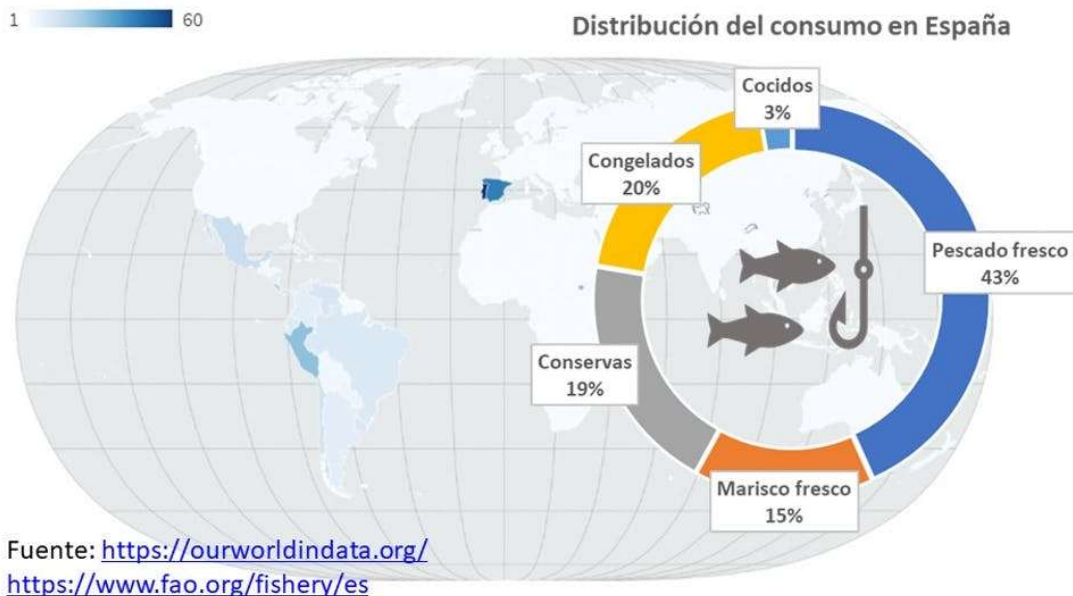 1
60
Distribución del consumo en España
Cocidos
3%
Congelados
20%
Pescado fresco
43%
Conservas
19%
Marisco fresco
15%
Fuente: https://ourworldindata.org/
https://www.fao.org/fishery/es